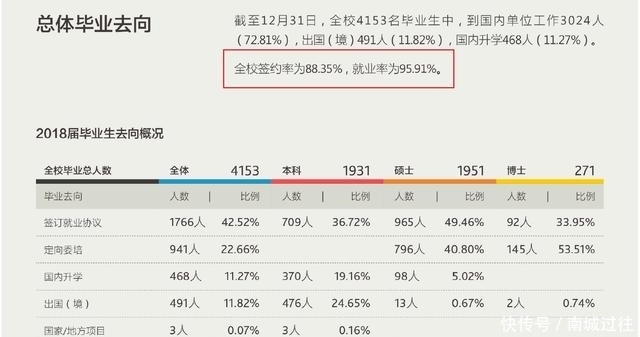 总体毕业去向
截至12月31日，全校4153名毕业生中，到国内单位工作3024人
（72.81%），出国（境）491人（11.82%），国内升学468人（11.27%）。
全校签约率为88.35%，就业率为95.91%。
2018届毕业生去向概况
全校毕业总人数 全体 4153 本科 1931 硕士 1951 博士 271
毕业去向 人数 比例 人数 比例 人数 比例 人数 比例
签订就业协议 1766人 42.52% 709人 36.72% 965人 49.46% 92人 33.95%
定向委培 941人 22.66% 796人 40.80% 145人 53.51%
国内升学 468人 11.27% 370人 19.16% 98人 5.02%
出国（境） 491人 11.82% 476人 24.65% 13人 0.67% 2人 0.74%
国家/地方项目 3人 0.07% 3人 0.16%
快传号/南城过往